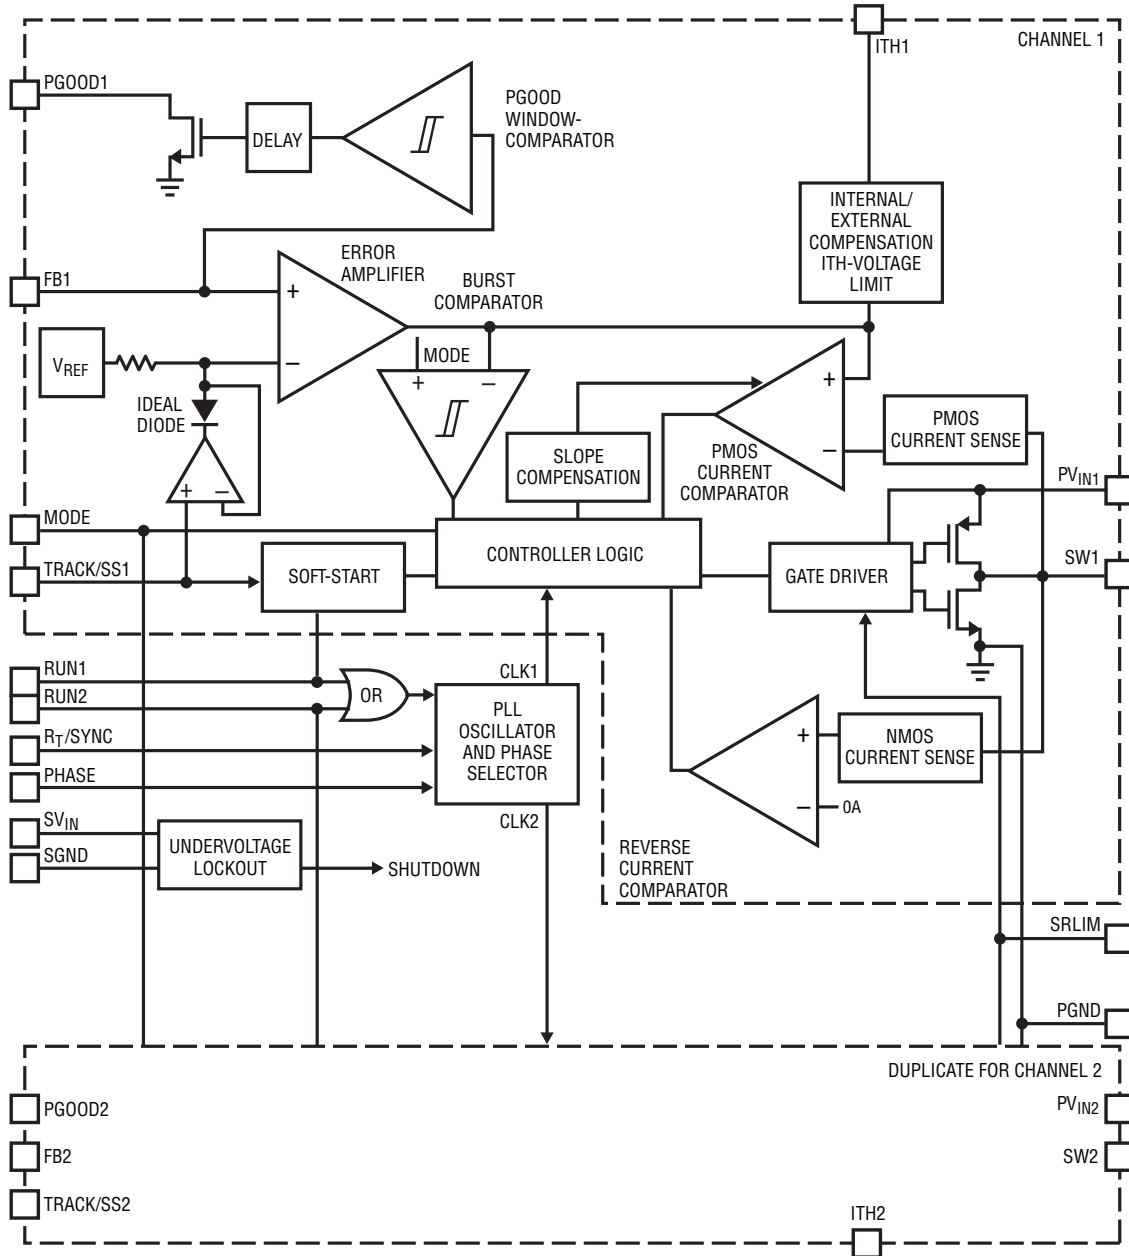 ITH1
CHANNEL 1
PGOOD1
PGOOD
WINDOW-
COMPARATOR
DELAY
INTERNAL/
EXTERNAL
COMPENSATION
ITH-VOLTAGE
LIMIT
FB1
ERROR
AMPLIFIER
+
−
BURST
COMPARATOR
MODE
+
−
VREF
IDEAL
DIODE
+
−
SLOPE
COMPENSATION
+
−
PMOS
CURRENT
COMPARATOR
PMOS
CURRENT SENSE
PVIN1
MODE
CONTROLLER LOGIC
SW1
TRACK/SS1
SOFT-START
GATE DRIVER
RUN1
RUN2
OR
CLK1
PLL
OSCILLATOR
AND PHASE
SELECTOR
CLK2
RT/SYNC
PHASE
+
−
0A
NMOS
CURRENT SENSE
SVIN
SGND
UNDERVOLTAGE
LOCKOUT
SHUTDOWN
REVERSE
CURRENT
COMPARATOR
SRLIM
PGND
DUPLICATE FOR CHANNEL 2
PGOOD2
PVIN2
FB2
SW2
TRACK/SS2
ITH2